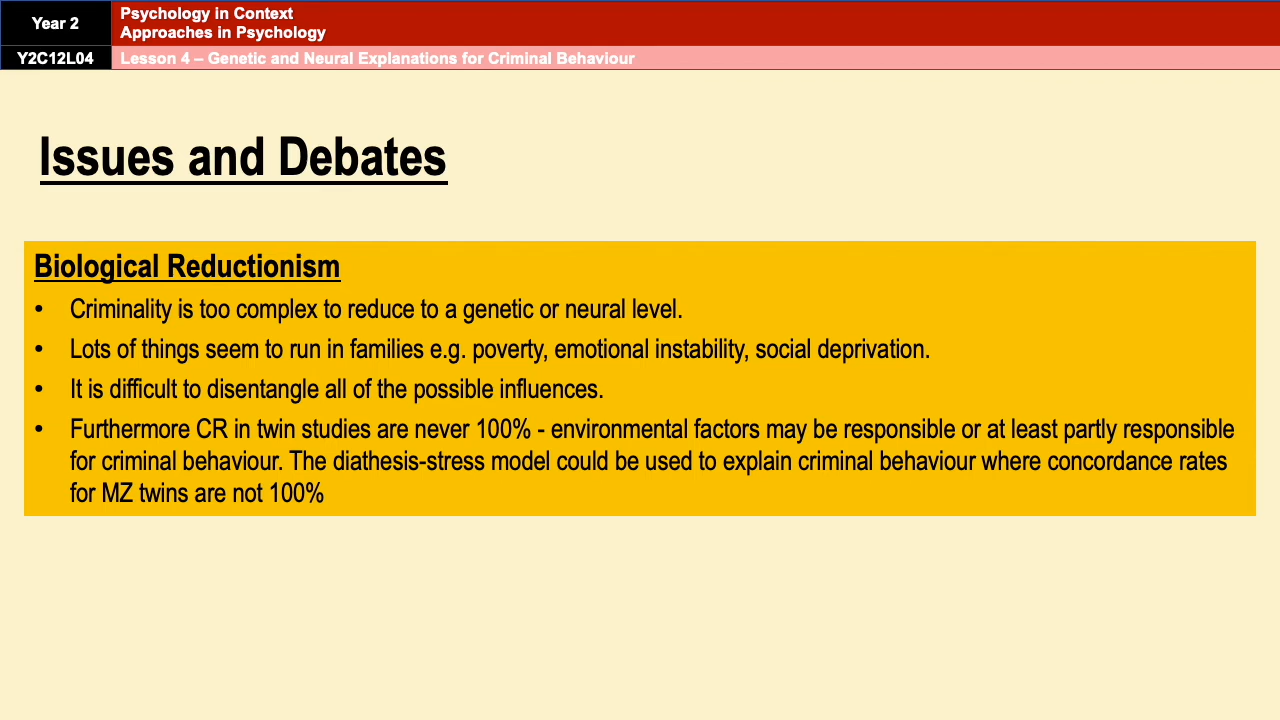 Year 2
Psychology in Context
Approaches in Psychology
Y2C12L04
Lesson 4 – Genetic and Neural Explanations for Criminal Behaviour
Issues and Debates
Biological Reductionism
• Criminality is too complex to reduce to a genetic or neural level.
• Lots of things seem to run in families e.g. poverty, emotional instability, social deprivation.
• It is difficult to disentangle all of the possible influences.
• Furthermore CR in twin studies are never 100% - environmental factors may be responsible or at least partly responsible
for criminal behaviour. The diathesis-stress model could be used to explain criminal behaviour where concordance rates
for MZ twins are not 100%